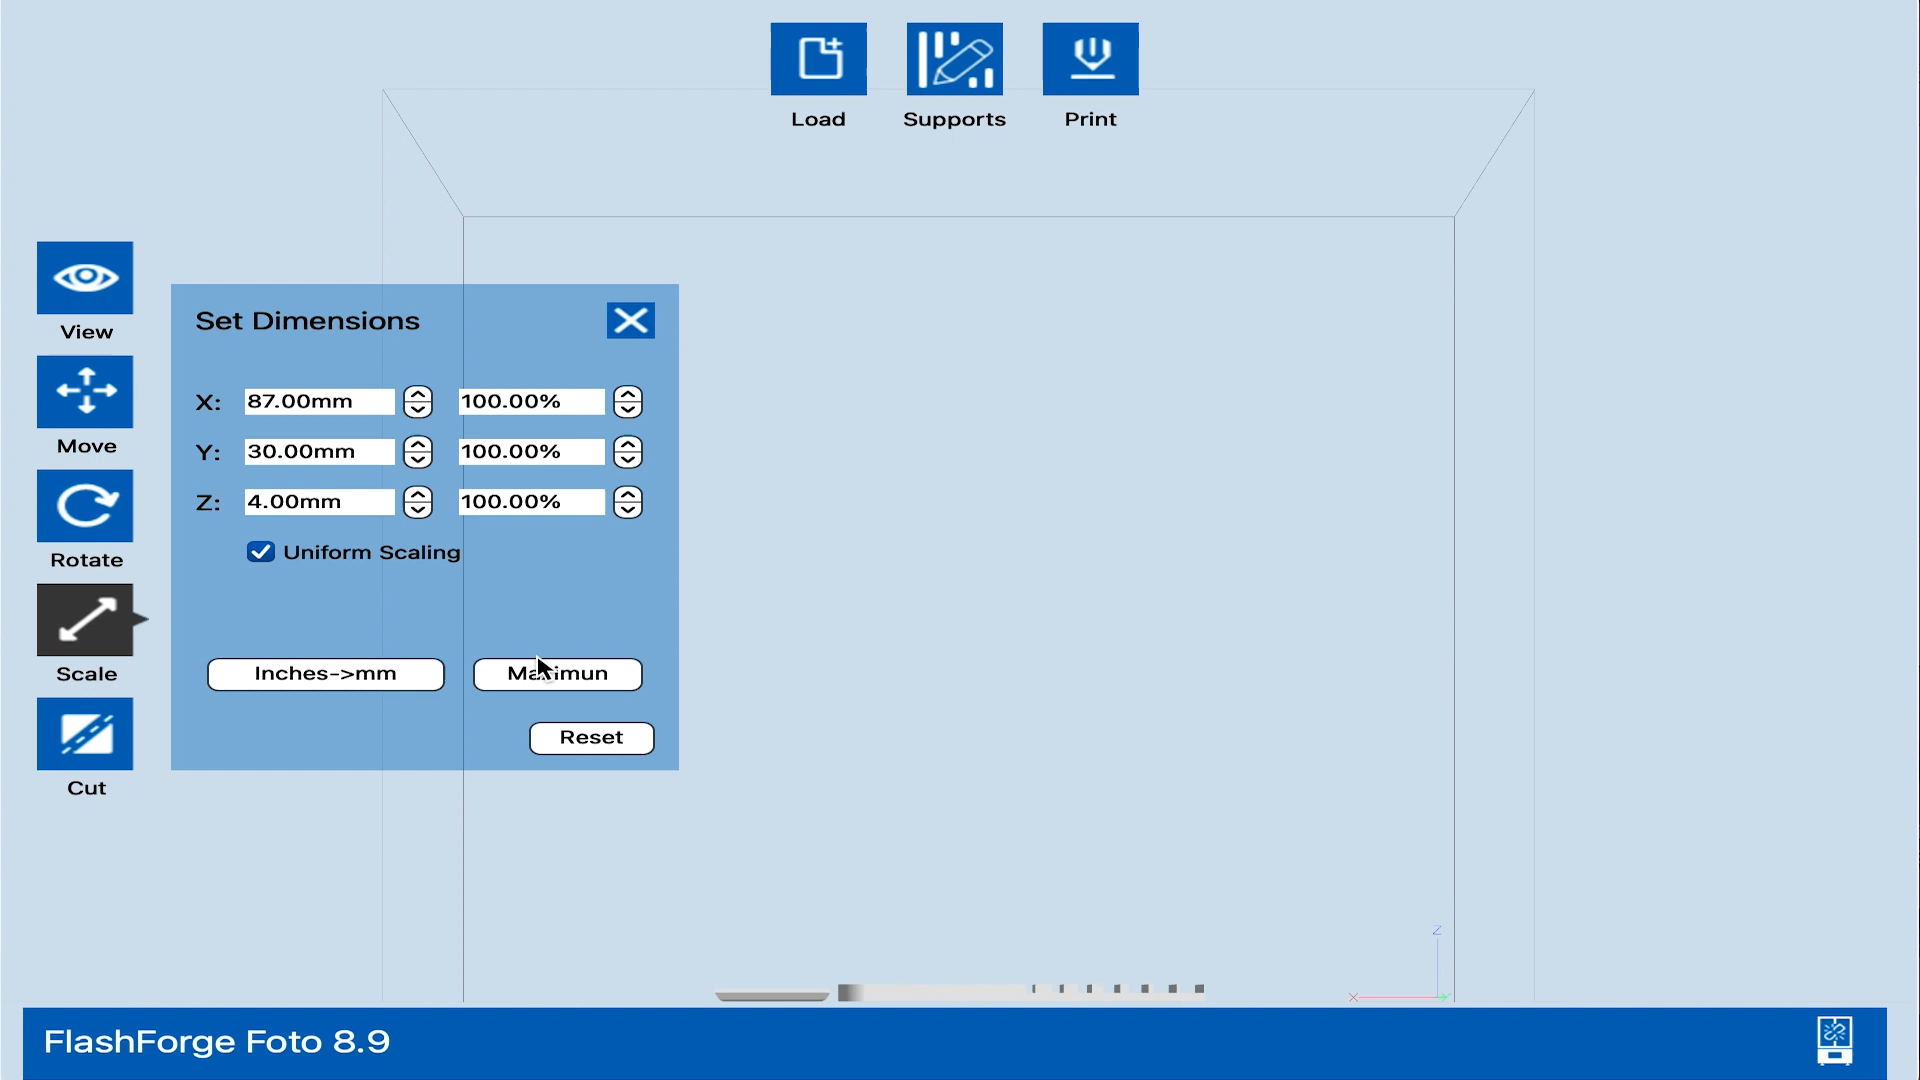 Load Supports Print
View
Set Dimensions
X: 87.00mm 100.00%
Y: 30.00mm 100.00%
Z: 4.00mm 100.00%
Uniform Scaling
Inches->mm Maximun
Reset
Move
Rotate
Scale
Cut
Z
X
FlashForge Foto 8.9